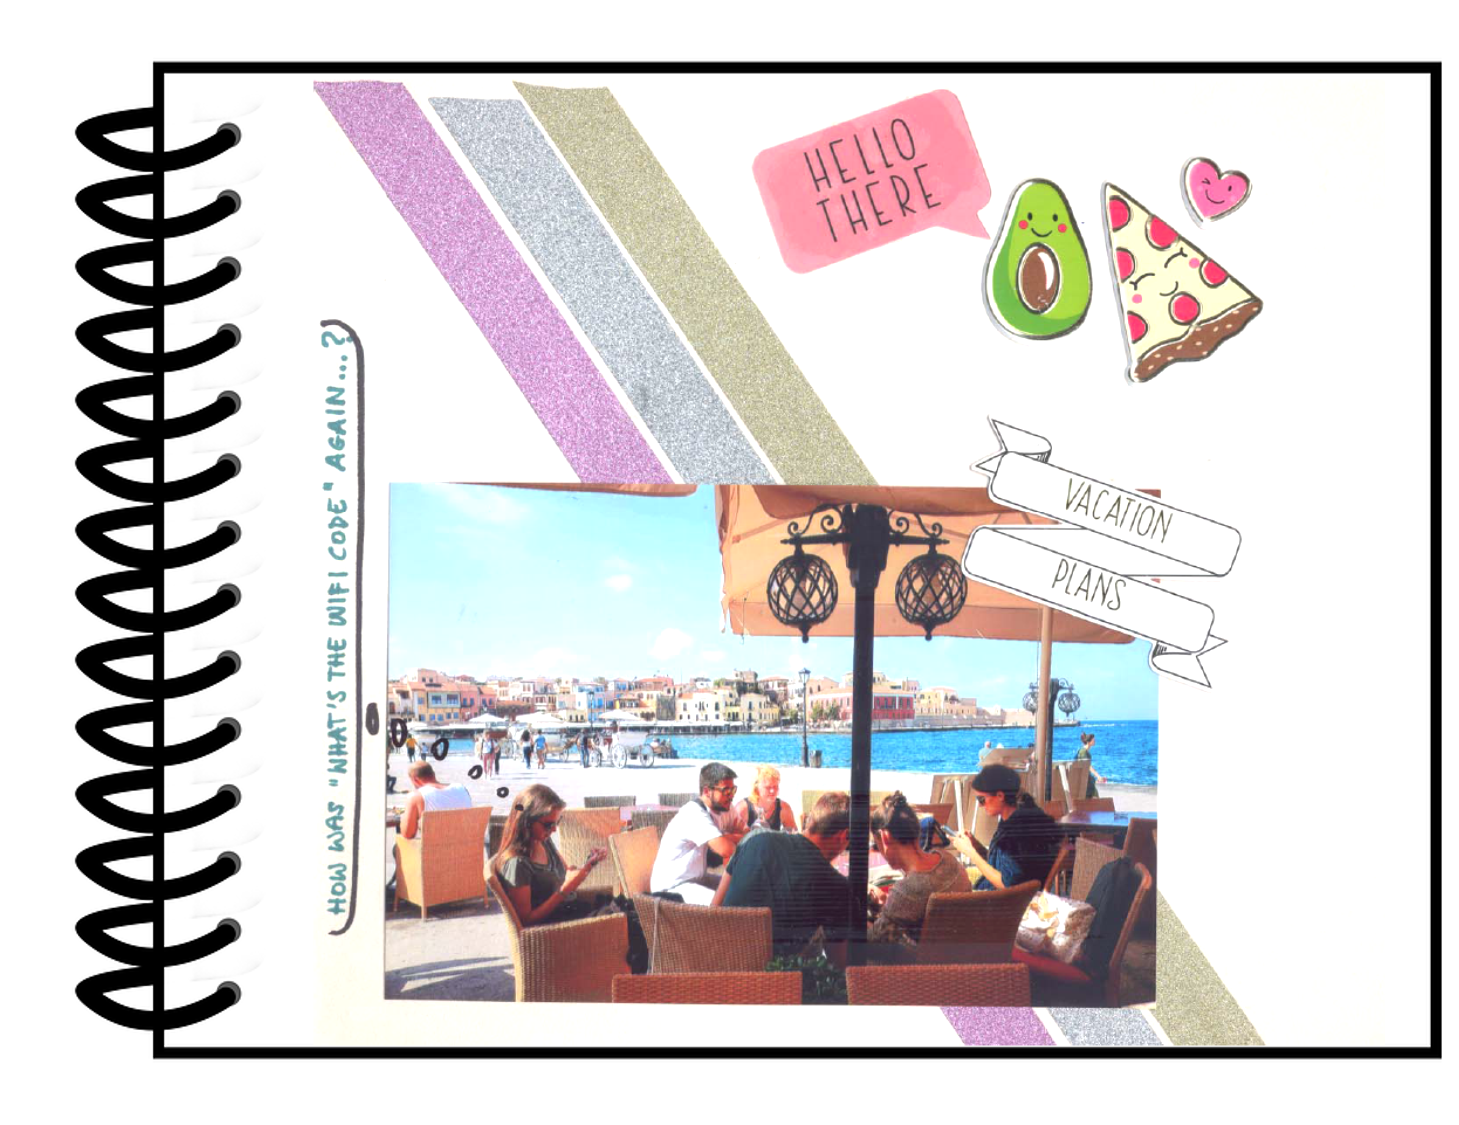 HELLO
THERE
VACATION
PLANS
HOW WAS "WHAT'S THE WIFI CODE" AGAIN...?